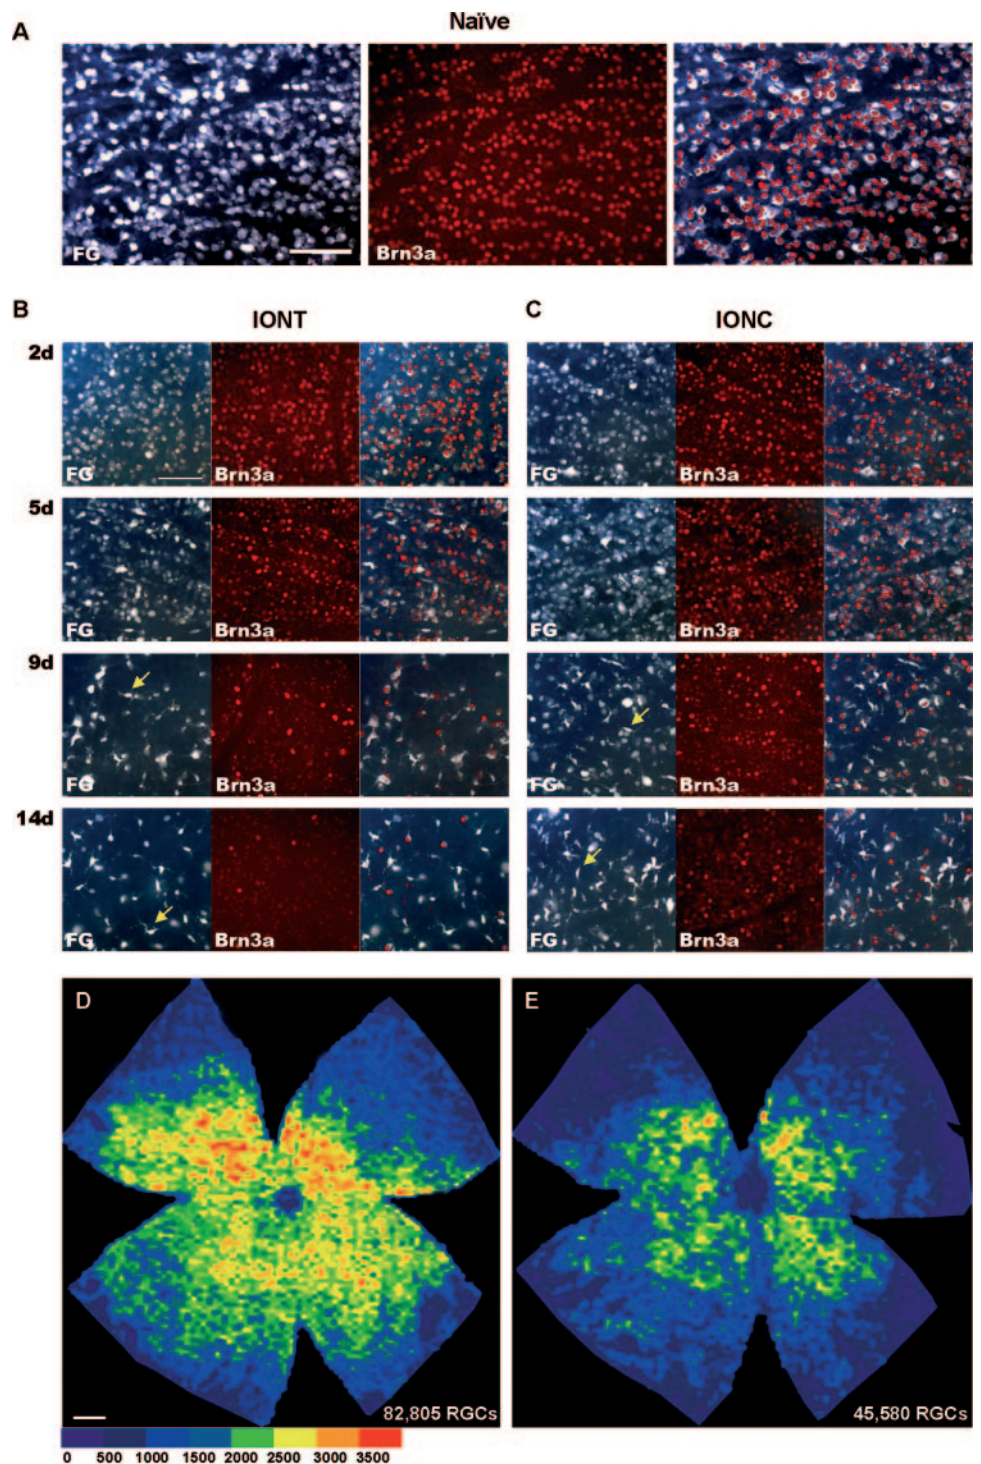 A
Naïve
FG
Brn3a
B
IONT
C
IONC
2d
FG
Brn3a
FG
Brn3a
5d
FG
Brn3a
FG
Brn3a
9d
FG
Brn3a
FG
Brn3a
14d
FG
Brn3a
FG
Brn3a
D
82,805 RGCs
E
45,580 RGCs
0 500 1000 1500 2000 2500 3000 3500